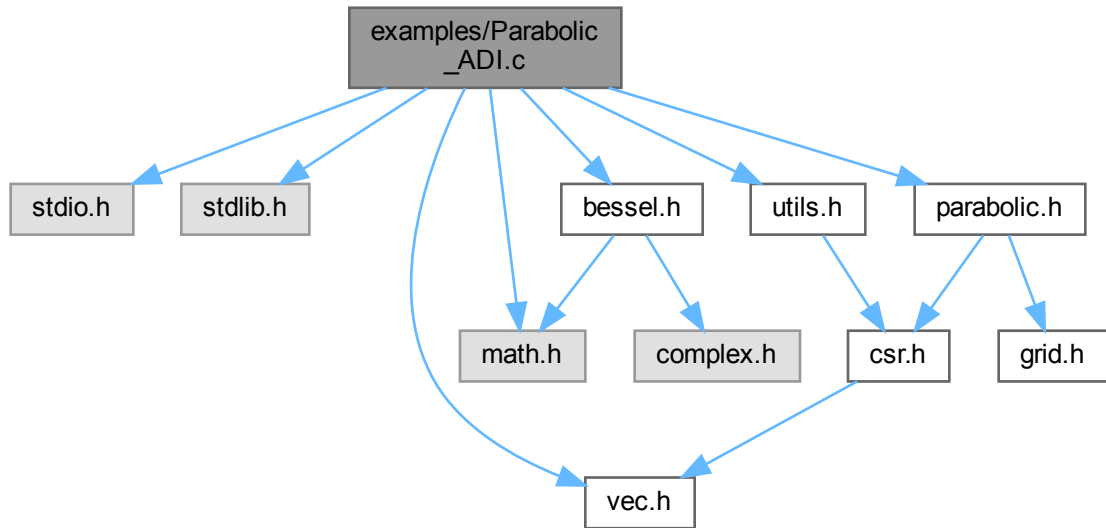 examples/Parabolic
_ADI.c
stdio.h
stdlib.h
bessel.h
utils.h
parabolic.h
math.h
complex.h
csr.h
grid.h
vec.h